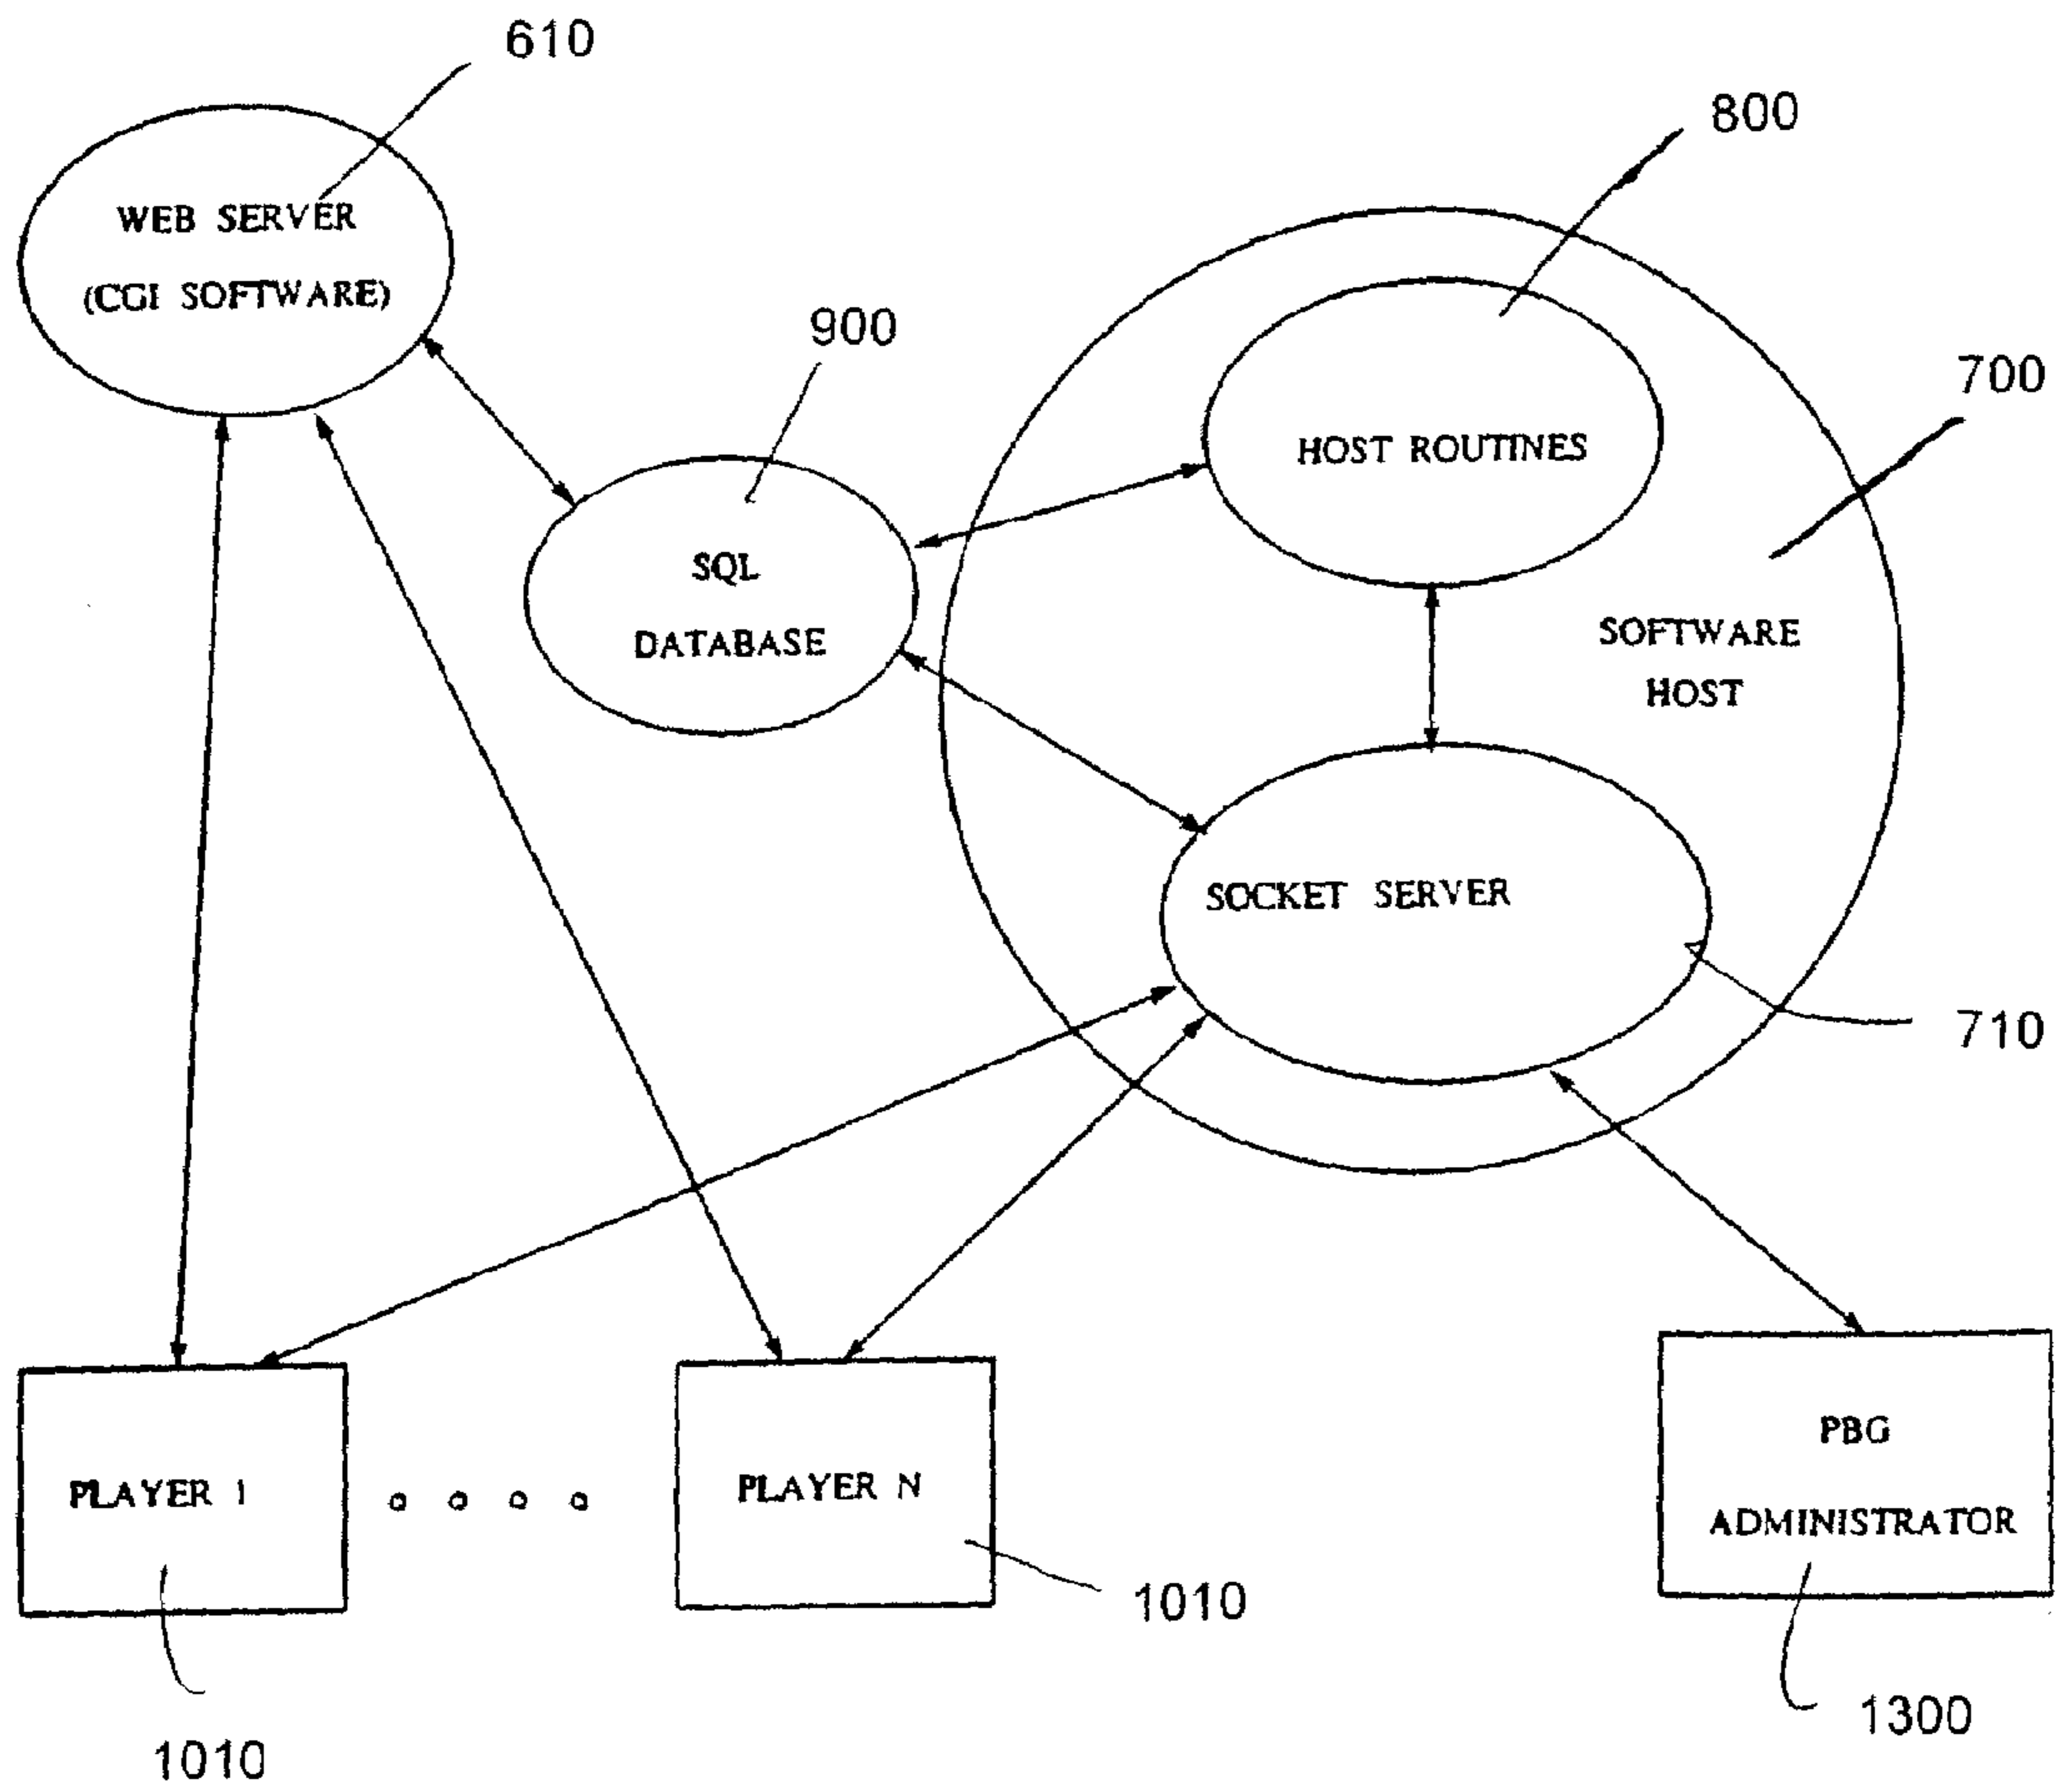 610
800
WEB SERVER
(CGI SOFTWARE)
900
700
HOST ROUTINES
SQL
DATABASE
SOFTWARE
HOST
SOCKET SERVER
710
PLAYER 1
PLAYER N
PBG
ADMINISTRATOR
1010
1010
1300